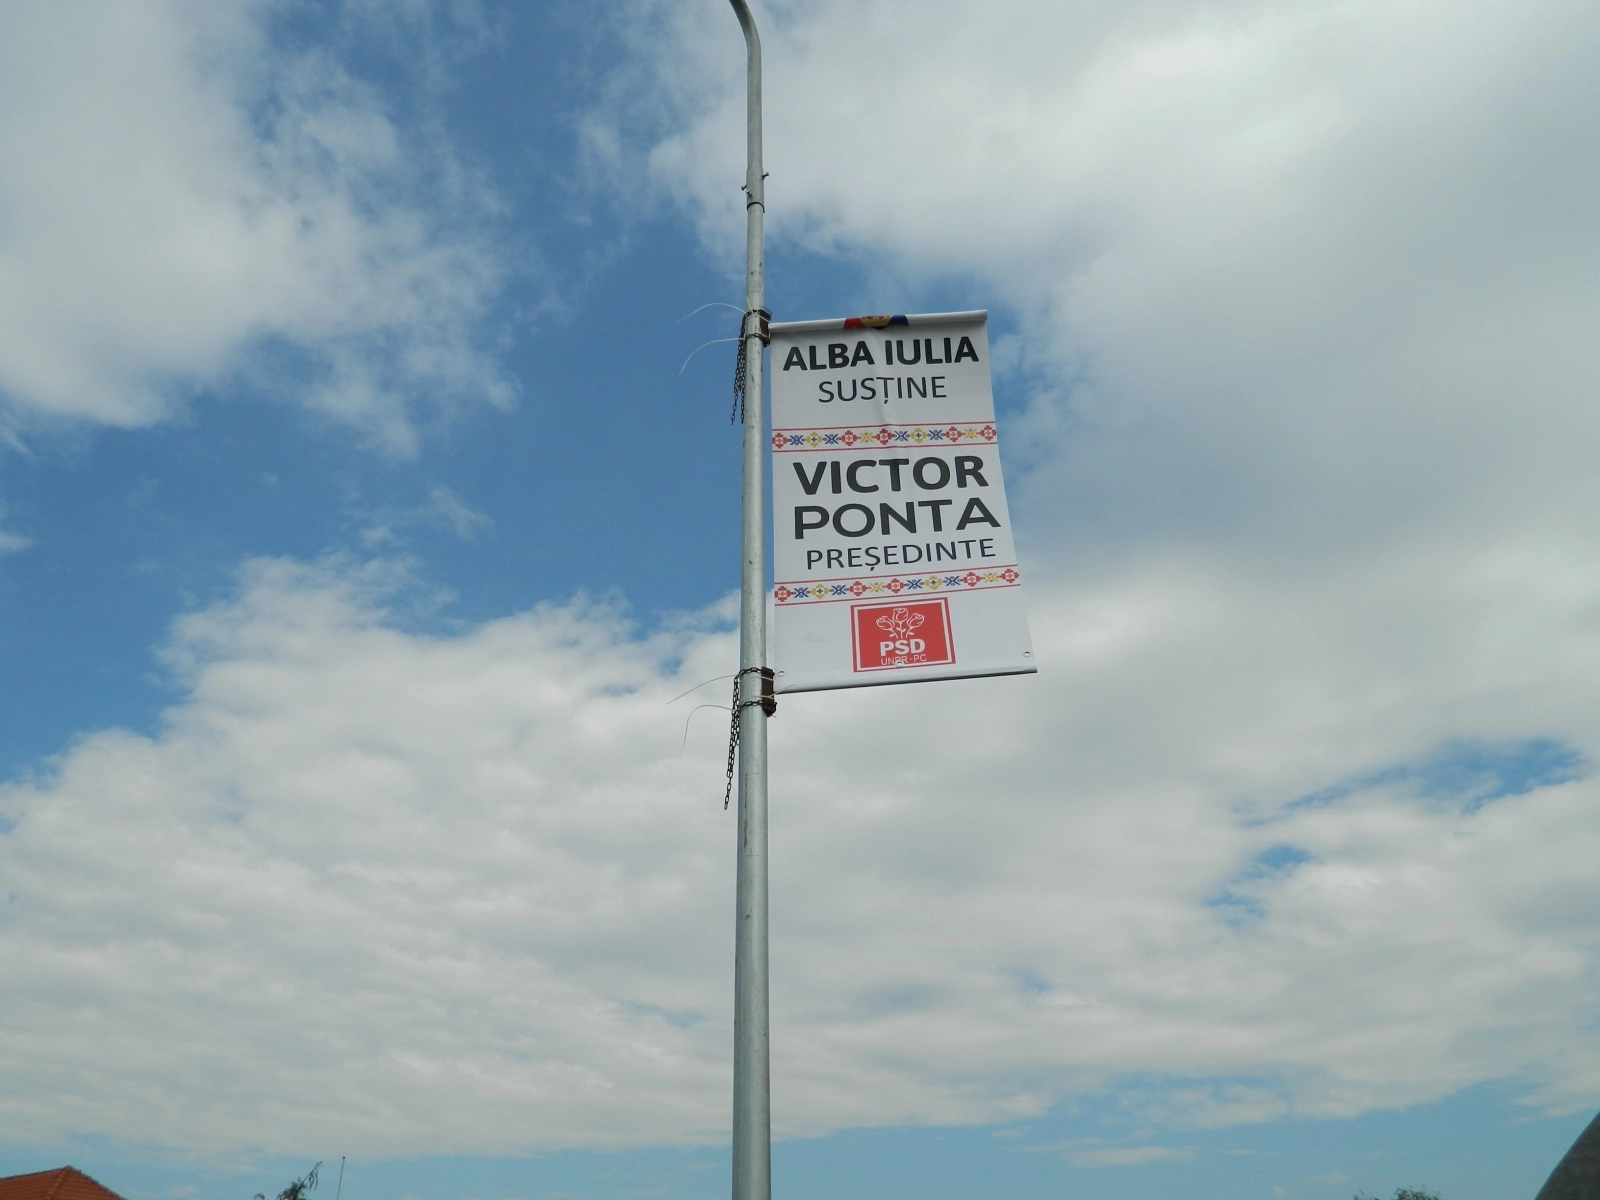 ALBA IULIA
SUSȚINE
VICTOR
PONTA
PREȘEDINTE
PSD
UNPR - PC